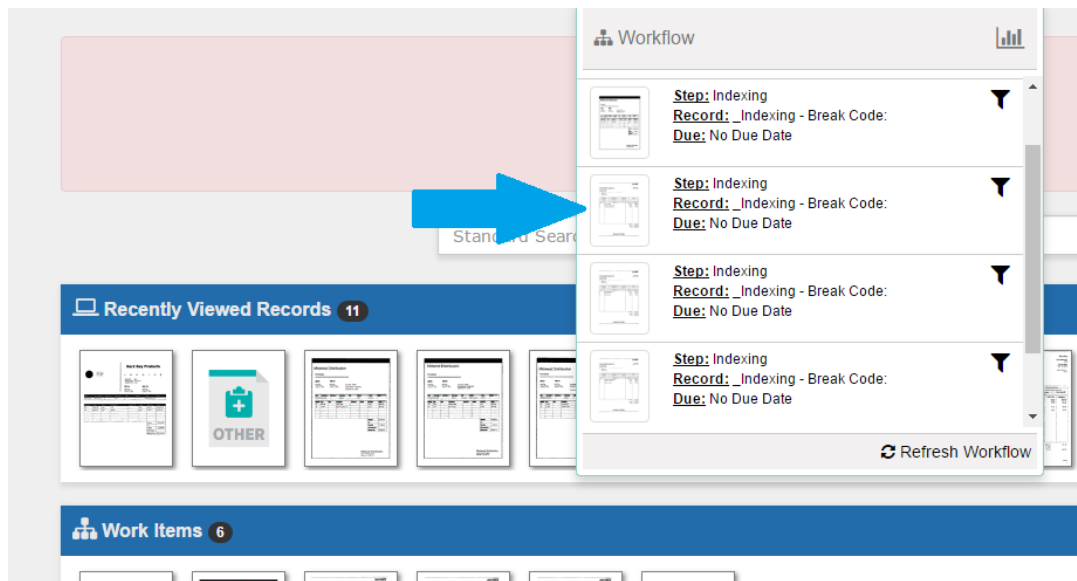 Workflow
Step: Indexing
Record: _Indexing - Break Code:
Due: No Due Date
Step: Indexing
Record: _Indexing - Break Code:
Due: No Due Date
Standard Sear
Step: Indexing
Record: _Indexing - Break Code:
Due: No Due Date
Step: Indexing
Record: _Indexing - Break Code:
Due: No Due Date
Refresh Workflow
Recently Viewed Records 11
OTHER
Work Items 6